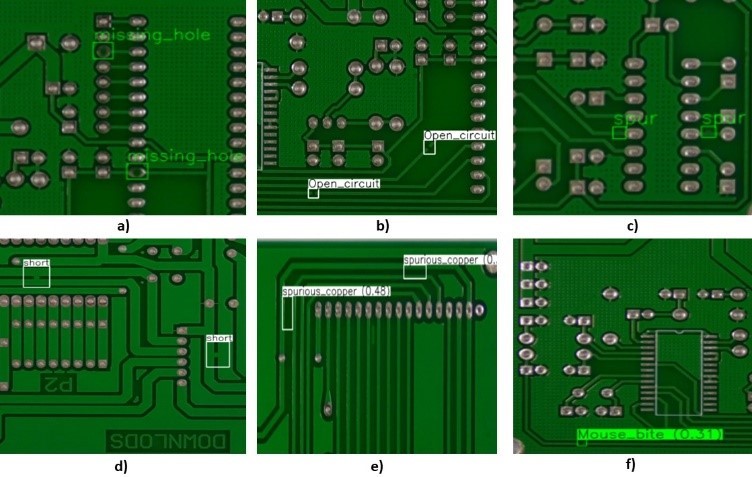 missing_hole
missing_hole
a)
Open_circuit
Open_circuit
b)
spur
spur
c)
short
short
P2
DOWNLODS
d)
spurious_copper (0.
spurious_copper (0.48)
e)
Mouse_bite (0.31)
f)